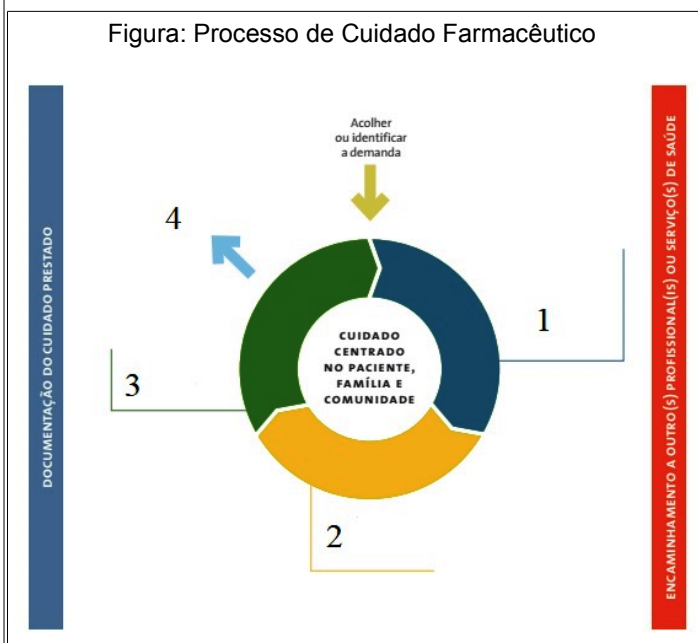 Figura: Processo de Cuidado Farmacêutico
Acolher
ou identificar
a demanda
4
1
CUIDADO
CENTRADO
NO PACIENTE,
FAMÍLIA E
COMUNIDADE
3
2
DOCUMENTAÇÃO DO CUIDADO PRESTADO
ENCAMINHAMENTO A OUTRO(S) PROFISSIONAL(IS) OU SERVIÇO(S) DE SAÚDE